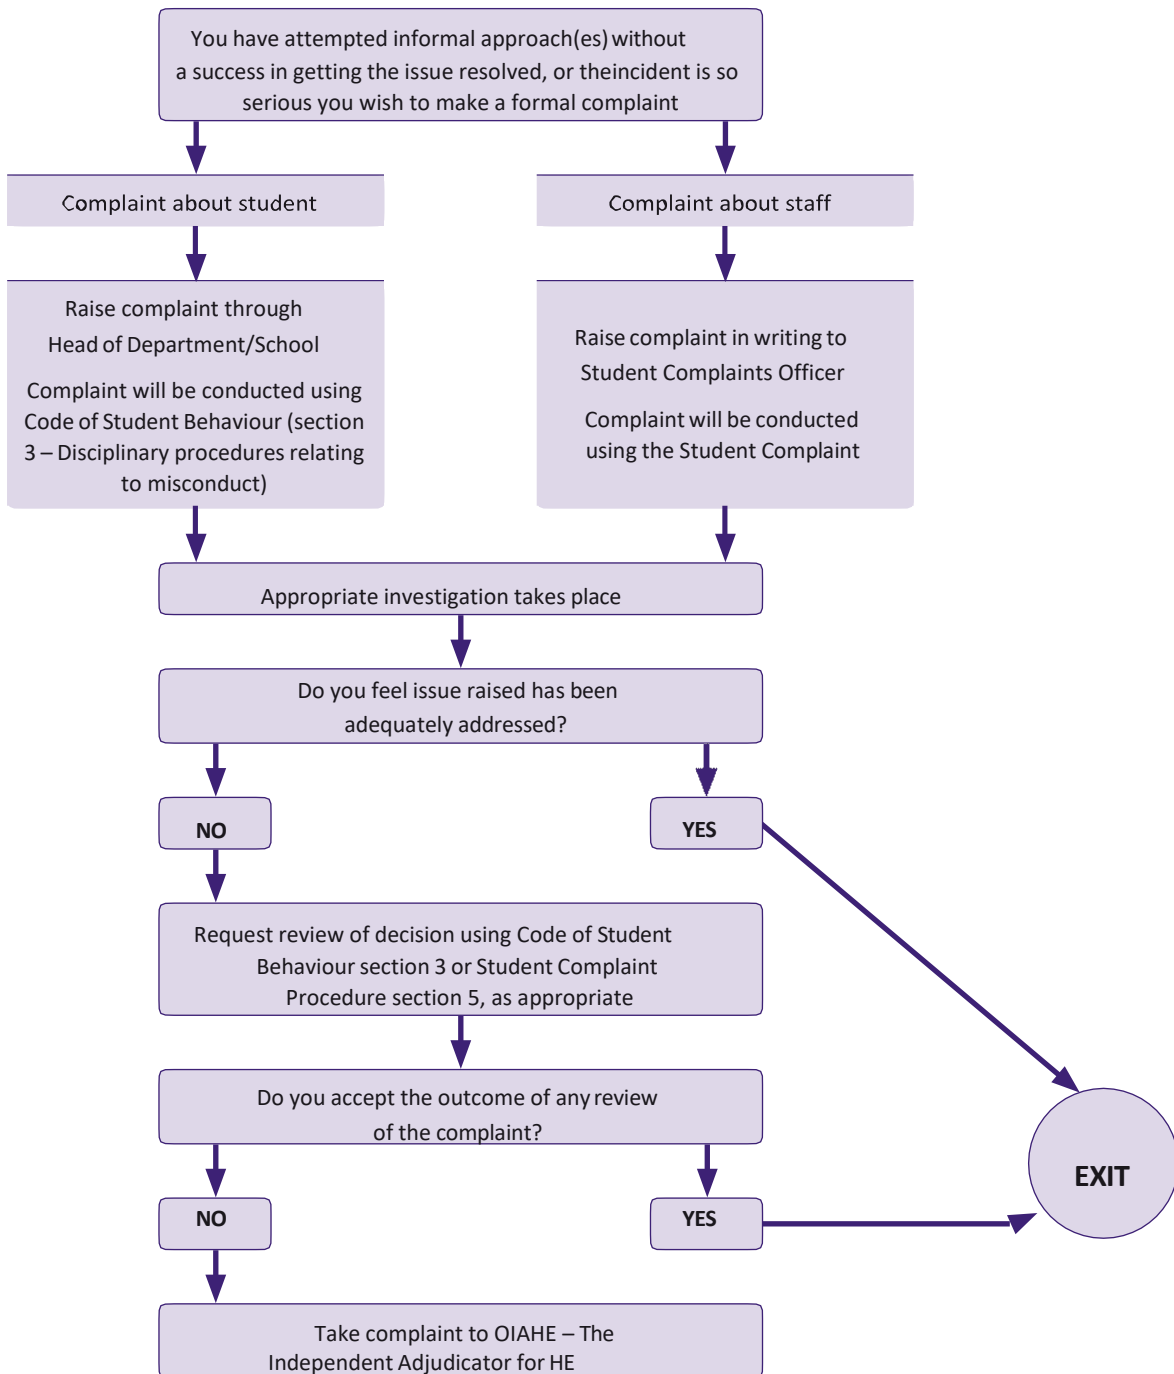 You have attempted informal approach(es) without
a success in getting the issue resolved, or theincident is so
serious you wish to make a formal complaint
Complaint about student
Complaint about staff
Raise complaint through
Head of Department/School
Complaint will be conducted using
Code of Student Behaviour (section
3 – Disciplinary procedures relating
to misconduct)
Raise complaint in writing to
Student Complaints Officer
Complaint will be conducted
using the Student Complaint
Appropriate investigation takes place
Do you feel issue raised has been
adequately addressed?
NO
YES
Request review of decision using Code of Student
Behaviour section 3 or Student Complaint
Procedure section 5, as appropriate
Do you accept the outcome of any review
of the complaint?
NO
YES
EXIT
Take complaint to OIAHE – The
Independent Adjudicator for HE